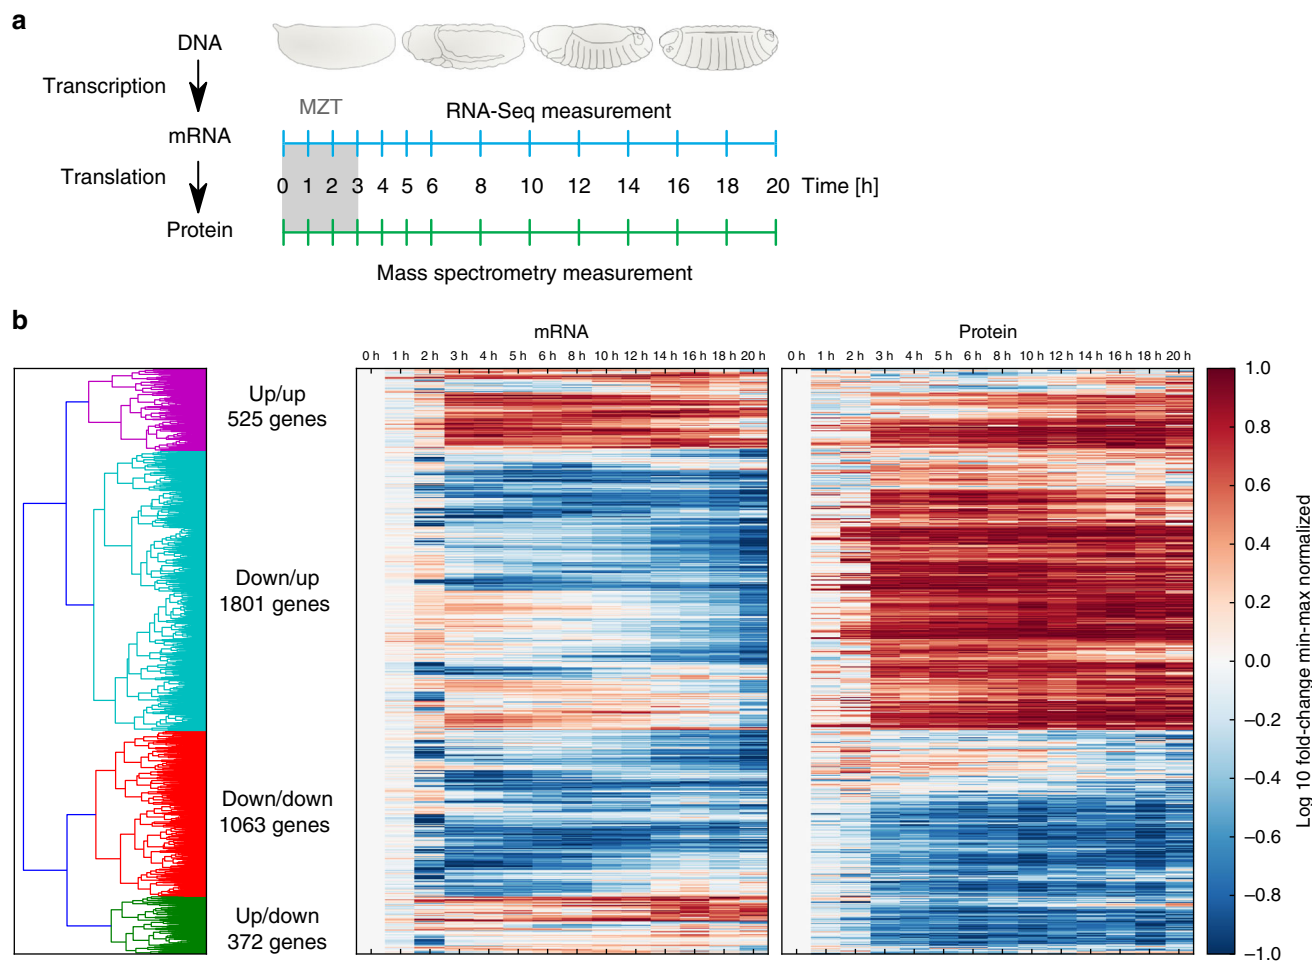 a
DNA
Transcription
MZT
RNA-Seq measurement
mRNA
Translation
0 1 2 3 4 5 6 8 10 12 14 16 18 20 Time [h]
Protein
Mass spectrometry measurement
b
mRNA
Protein
0 h 1 h 2 h 3 h 4 h 5 h 6 h 8 h 10 h 12 h 14 h 16 h 18 h 20 h
0 h 1 h 2 h 3 h 4 h 5 h 6 h 8 h 10 h 12 h 14 h 16 h 18 h 20 h
Up/up
525 genes
Down/up
1801 genes
Down/down
1063 genes
Up/down
372 genes
1.0
0.8
0.6
0.4
0.2
0.0
−0.2
−0.4
−0.6
−0.8
−1.0
Log 10 fold-change min-max normalized